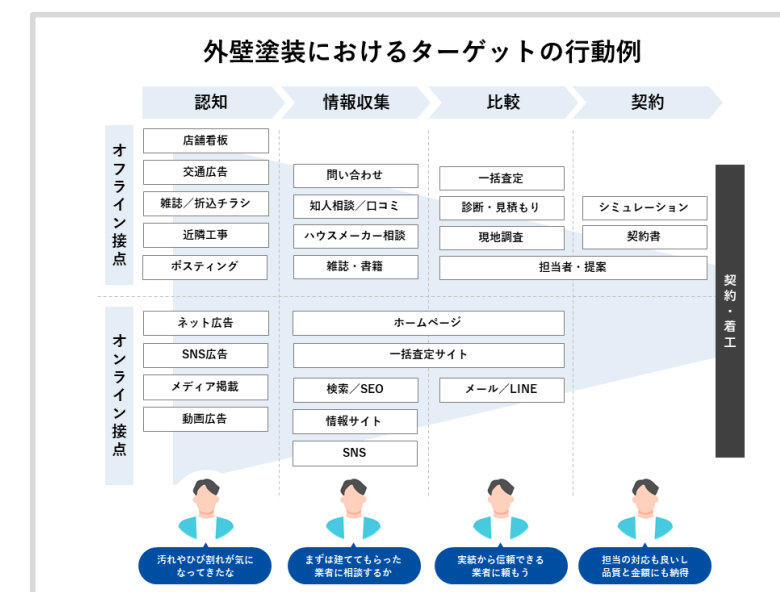 外壁塗装におけるターゲットの行動例
認知
情報収集
比較
契約
オフライン接点
店舗看板
交通広告
雑誌／折込チラシ
近隣工事
ポスティング
問い合わせ
知人相談／口コミ
ハウスメーカー相談
雑誌・書籍
一括査定
診断・見積もり
現地調査
担当者・提案
シミュレーション
契約書
オンライン接点
ネット広告
SNS広告
メディア掲載
動画広告
ホームページ
一括査定サイト
検索／SEO
情報サイト
SNS
メール／LINE
契約・着工
汚れやひび割れが気に
なってきたな
まずは建ててもらった
業者に相談するか
実績から信頼できる
業者に頼もう
担当の対応も良いし
品質と金額にも納得